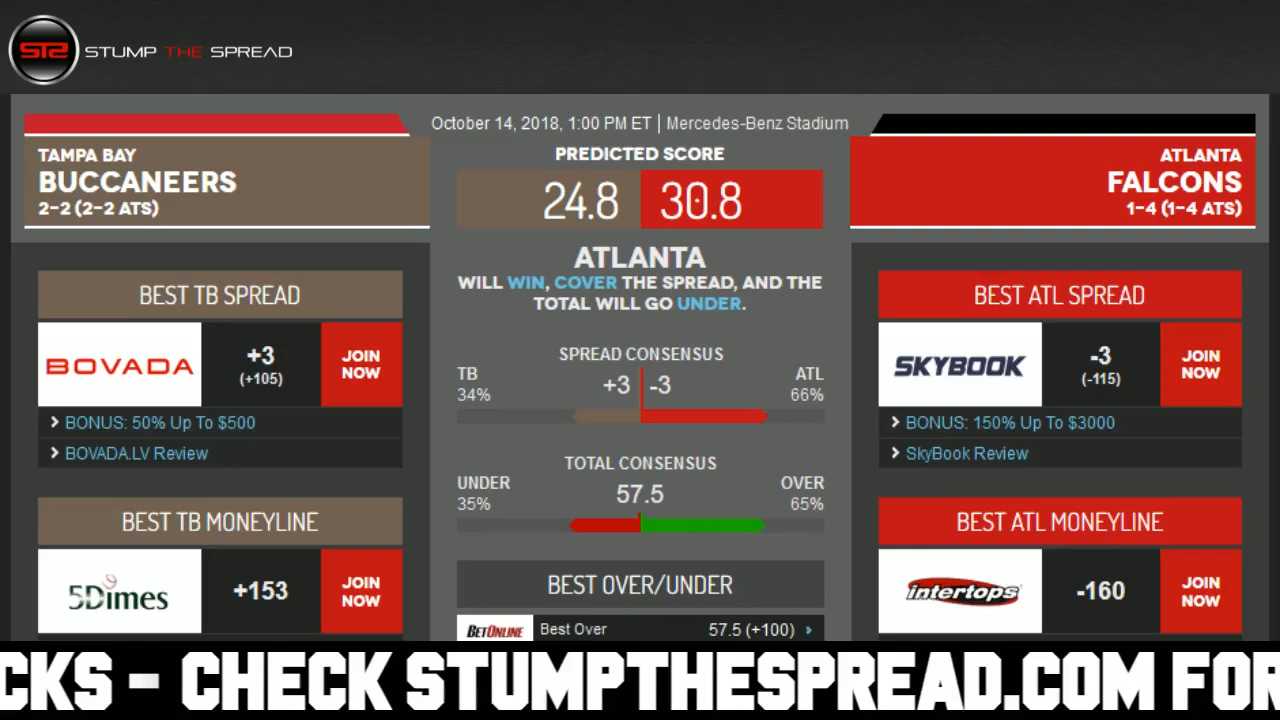 STS STUMP THE SPREAD
October 14, 2018, 1:00 PM ET | Mercedes-Benz Stadium
TAMPA BAY
BUCCANEERS
2-2 (2-2 ATS)
PREDICTED SCORE
24.8 30.8
ATLANTA
FALCONS
1-4 (1-4 ATS)
ATLANTA
WILL WIN, COVER THE SPREAD, AND THE
TOTAL WILL GO UNDER.
BEST TB SPREAD
BOVADA
+3
(+105)
JOIN
NOW
BONUS: 50% Up To $500
BOVADA.LV Review
SPREAD CONSENSUS
TB
34%
+3 -3
ATL
66%
TOTAL CONSENSUS
UNDER
35%
57.5
OVER
65%
BEST ATL SPREAD
SKYBOOK
-3
(-115)
JOIN
NOW
BONUS: 150% Up To $3000
SkyBook Review
BEST TB MONEYLINE
5Dimes
+153
JOIN
NOW
BEST OVER/UNDER
BETONLINE Best Over 57.5 (+100)
BEST ATL MONEYLINE
intertops
-160
JOIN
NOW
CKS - CHECK STUMPTHESPREAD.COM FOR